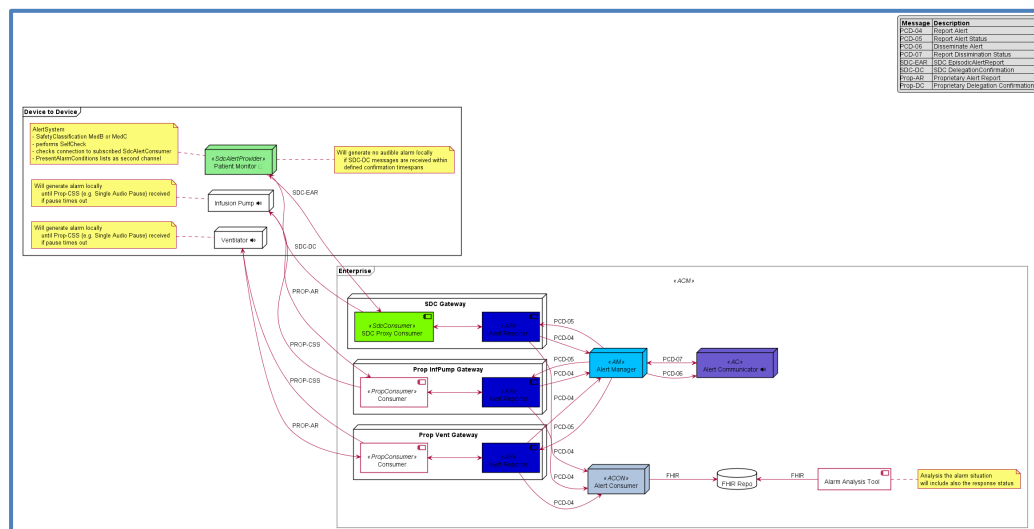 Message Description
PCD-04 Report Alert
PCD-05 Report Alert Status
PCD-06 Disseminate Alert
PCD-07 Report Dissimination Status
SDC-EAR SDC EpisodicAlertReport
SDC-DC SDC DelegationConfirmation
Prop-AR Proprietary Alert Report
Prop-DC Proprietary Delegation Confirmation
Device to Device
AlertSystem
- SafetyClassification MedB or MedC
- performs SelfCheck
- checks connection to subscribed SdcAlertConsumer
- PresentAlarmConditions lists as second channel
«SdcAlertProvider»
Patient Monitor
Will generate no audible alarm locally
if SDC-DC messages are received within
defined confirmation timespans
Will generate alarm locally
until Prop-CSS (e.g. Single Audio Pause) received
if pause times out
Infusion Pump
SDC-EAR
Will generate alarm locally
until Prop-CSS (e.g. Single Audio Pause) received
if pause times out
Ventilator
SDC-DC
PROP-AR
PROP-CSS
PROP-CSS
PROP-AR
Enterprise
«ACM»
SDC Gateway
«SdcConsumer»
SDC Proxy Consumer
PCD-05
PCD-04
Prop InfPump Gateway
«PropConsumer»
Consumer
PCD-05
PCD-04
«AM»
Alert Manager
PCD-07
PCD-06
«AC»
Alert Communicator
PCD-04
PCD-05
Prop Vent Gateway
«PropConsumer»
Consumer
PCD-04
PCD-04
PCD-04
«ACON»
Alert Consumer
FHIR
FHIR Repo
FHIR
Alarm Analysis Tool
Analysis the alarm situation
will include also the response status